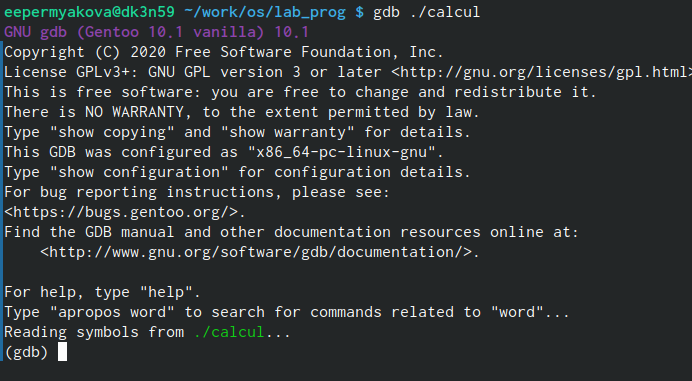 eepermyakova@dk3n59 ~/work/os/lab_prog $ gdb ./calcul
GNU gdb (Gentoo 10.1 vanilla) 10.1
Copyright (C) 2020 Free Software Foundation, Inc.
License GPLv3+: GNU GPL version 3 or later <http://gnu.org/licenses/gpl.html>
This is free software: you are free to change and redistribute it.
There is NO WARRANTY, to the extent permitted by law.
Type "show copying" and "show warranty" for details.
This GDB was configured as "x86_64-pc-linux-gnu".
Type "show configuration" for configuration details.
For bug reporting instructions, please see:
<https://bugs.gentoo.org/>.
Find the GDB manual and other documentation resources online at:
    <http://www.gnu.org/software/gdb/documentation/>.

For help, type "help".
Type "apropos word" to search for commands related to "word"...
Reading symbols from ./calcul...
(gdb)